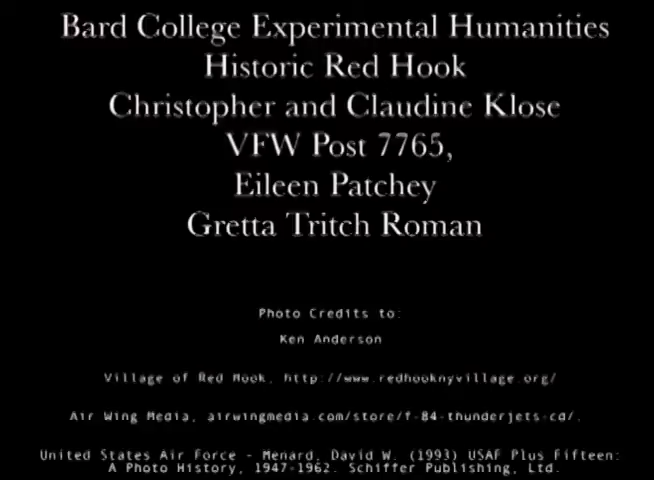 Bard College Experimental Humanities
Historic Red Hook
Christopher and Claudine Klose
VFW Post 7765,
Eileen Patchey
Gretta Tritch Roman
Photo Credits to:
Ken Anderson
Village of Red Hook, http://www.redhooknyvillage.org/
Air Wing Media, airwingmedia.com/store/f-84-thunderjets-cd/.
United States Air Force - Menard, David W. (1993) USAF Plus Fifteen:
A Photo History, 1947-1962. Schiffer Publishing, Ltd.